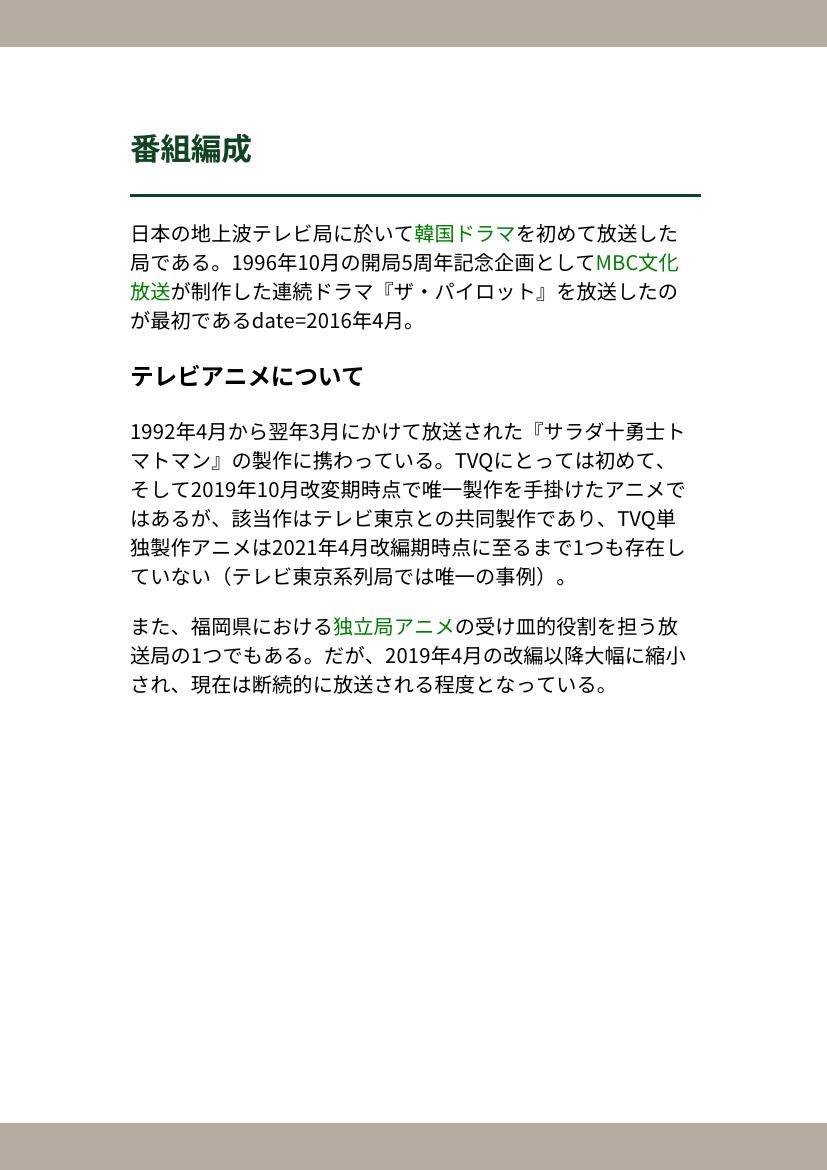 番組編成
日本の地上波テレビ局に於いて韓国ドラマを初めて放送した
局である。1996年10月の開局5周年記念企画としてMBC文化
放送が制作した連続ドラマ『ザ・パイロット』を放送したの
が最初であるdate=2016年4月。
テレビアニメについて
1992年4月から翌年3月にかけて放送された『サラダ十勇士ト
マトマン』の製作に携わっている。TVQにとっては初めて、
そして2019年10月改変期時点で唯一製作を手掛けたアニメで
はあるが、該当作はテレビ東京との共同製作であり、TVQ単
独製作アニメは2021年4月改編期時点に至るまで1つも存在し
ていない（テレビ東京系列局では唯一の事例）。
また、福岡県における独立局アニメの受け皿的役割を担う放
送局の1つでもある。だが、2019年4月の改編以降大幅に縮小
され、現在は断続的に放送される程度となっている。